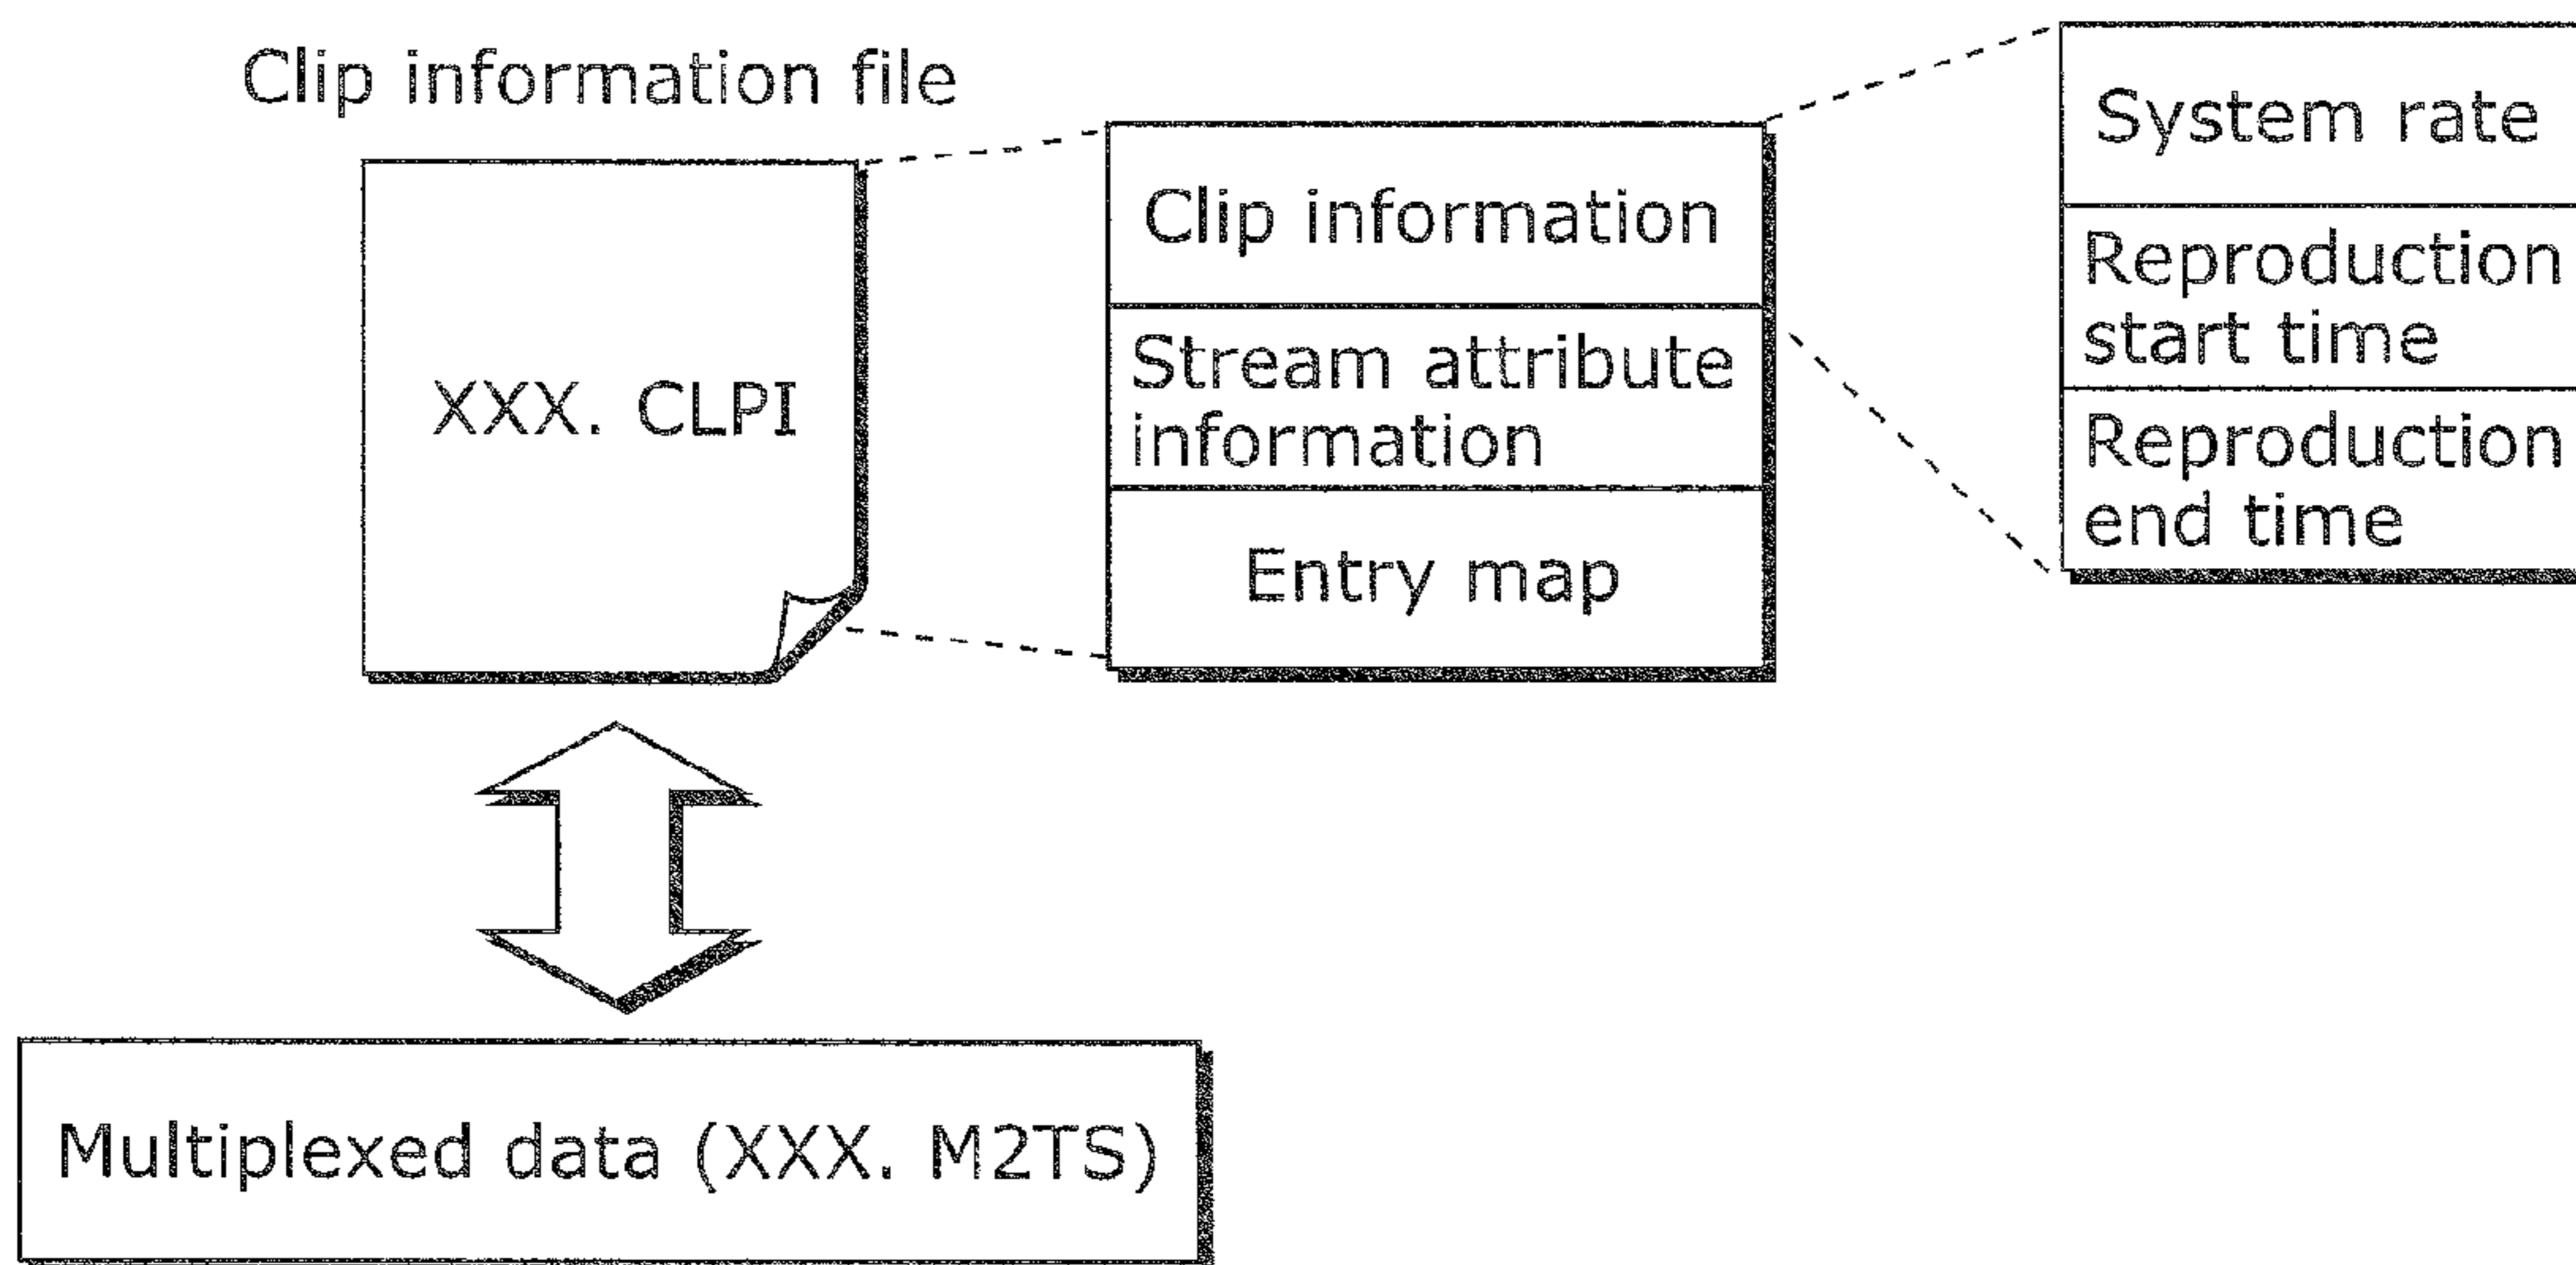 Clip information file
XXX. CLPI
Clip information
Stream attribute
information
Entry map
System rate
Reproduction
start time
Reproduction
end time
Multiplexed data (XXX. M2TS)